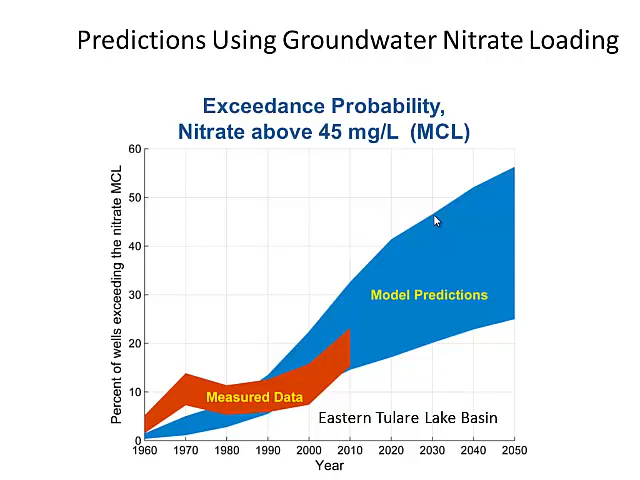 Predictions Using Groundwater Nitrate Loading
Exceedance Probability,
Nitrate above 45 mg/L (MCL)
Percent of wells exceeding the nitrate MCL
60
50
40
30
20
10
0
Model Predictions
Measured Data
Eastern Tulare Lake Basin
1960 1970 1980 1990 2000 2010 2020 2030 2040 2050
Year